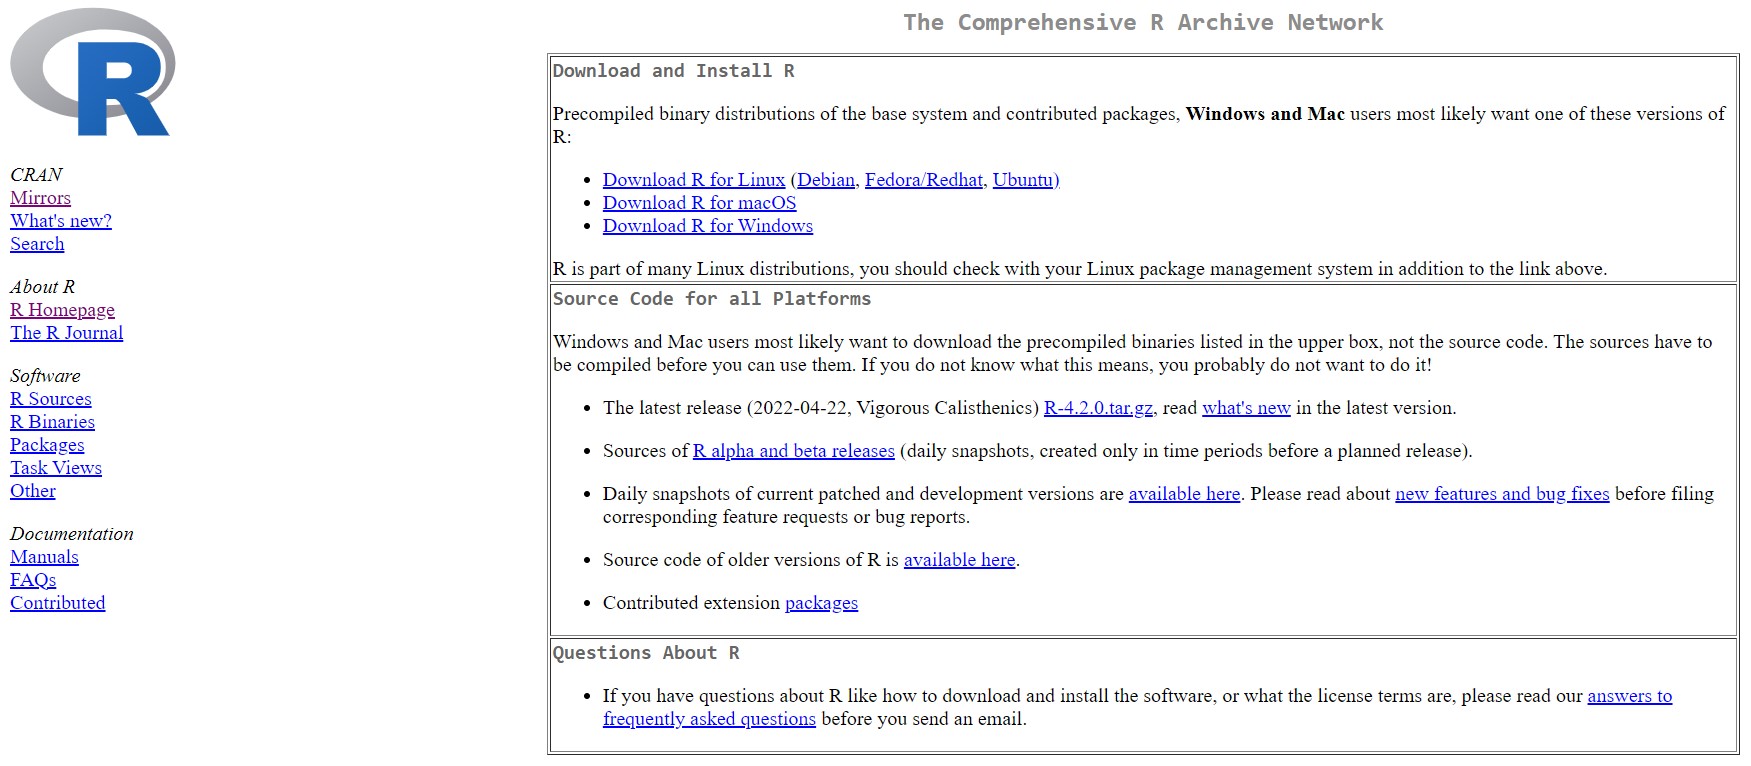 R
CRAN
Mirrors
What's new?
Search
About R
R Homepage
The R Journal
Software
R Sources
R Binaries
Packages
Task Views
Other
Documentation
Manuals
FAQs
Contributed
The Comprehensive R Archive Network
Download and Install R
Precompiled binary distributions of the base system and contributed packages, Windows and Mac users most likely want one of these versions of
R:
Download R for Linux (Debian, Fedora/Redhat, Ubuntu)
Download R for macOS
Download R for Windows
R is part of many Linux distributions, you should check with your Linux package management system in addition to the link above.
Source Code for all Platforms
Windows and Mac users most likely want to download the precompiled binaries listed in the upper box, not the source code. The sources have to
be compiled before you can use them. If you do not know what this means, you probably do not want to do it!
The latest release (2022-04-22, Vigorous Calisthenics) R-4.2.0.tar.gz, read what's new in the latest version.
Sources of R alpha and beta releases (daily snapshots, created only in time periods before a planned release).
Daily snapshots of current patched and development versions are available here. Please read about new features and bug fixes before filing
corresponding feature requests or bug reports.
Source code of older versions of R is available here.
Contributed extension packages
Questions About R
If you have questions about R like how to download and install the software, or what the license terms are, please read our answers to
frequently asked questions before you send an email.